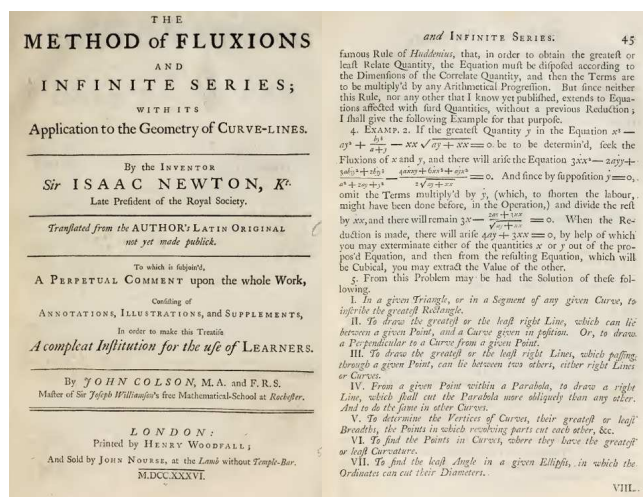 THE
METHOD of FLUXIONS
AND
INFINITE SERIES;
WITH ITS
Application to the Geometry of CURVE-LINES.
By the INVENTOR
Sir ISAAC NEWTON, Kt.
Late President of the Royal Society.
Translated from the AUTHOR's LATIN ORIGINAL
not yet made publick.
To which is subjoin'd,
A PERPETUAL COMMENT upon the whole Work,
Consisting of
ANNOTATIONS, ILLUSTRATIONS, and SUPPLEMENTS,
In order to make this Treatise
A compleat Institution for the use of LEARNERS.
By JOHN COLSON, M.A. and F.R.S.
Master of Sir Joseph Williamson's free Mathematical-School at Rochester.
LONDON:
Printed by HENRY WOODFALL;
And Sold by JOHN NOURSE, at the Lamb without Temple-Bar.
M.DCC.XXXVI.
and INFINITE SERIES. 45
famous Rule of Huddenius, that, in order to obtain the greatest or
least Relate Quantity, the Equation must be disposed according to
the Dimensions of the Correlate Quantity, and then the Terms are
to be multiply'd by any Arithmetical Progression. But since neither
this Rule, nor any other that I know yet published, extends to Equa-
tions affected with surd Quantities, without a previous Reduction;
I shall give the following Example for that purpose.
4. EXAMP. 2. If the greatest Quantity y in the Equation x³ —
ay² + by³/a+y — xx √ay + xx = 0. be to be determin'd, seek the
Fluxions of x and y, and there will arise the Equation 3ẋx² — 2aẏy +
= 0. And since by supposition ẏ = 0,
omit the Terms multiply'd by ẏ, (which, to shorten the labour,
might have been done before, in the Operation,) and divide the rest
by ẋx, and there will remain 3x — 2ay + 3xx/√ay + xx = 0. When the Re-
duction is made, there will arise 4ay + 3xx = 0, by help of which
you may exterminate either of the quantities x or y out of the pro-
pos'd Equation, and then from the resulting Equation, which will
be Cubical, you may extract the Value of the other.
5. From this Problem may be had the Solution of these fol-
lowing.
I. In a given Triangle, or in a Segment of any given Curve, to
inscribe the greatest Rectangle.
II. To draw the greatest or the least right Line, which can lie
between a given Point, and a Curve given in position. Or, to draw
a Perpendicular to a Curve from a given Point.
III. To draw the greatest or the least right Lines, which passing
through a given Point, can lie between two others, either right Lines
or Curves.
IV. From a given Point within a Parabola, to draw a right
Line, which shall cut the Parabola more obliquely than any other.
And to do the same in other Curves.
V. To determine the Vertices of Curves, their greatest or least
Breadths, the Points in which revolving parts cut each other, &c.
VI. To find the Points in Curves, where they have the greatest
or least Curvature.
VII. To find the least Angle in a given Ellipsis, in which the
Ordinates can cut their Diameters.
VIII.